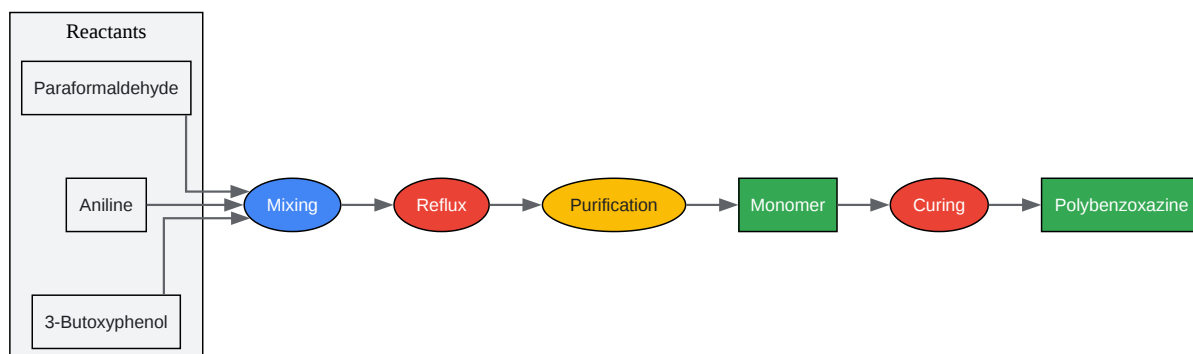 Reactants
Paraformaldehyde
Aniline
Mixing
Reflux
Purification
Monomer
Curing
Polybenzoxazine
3-Butoxyphenol